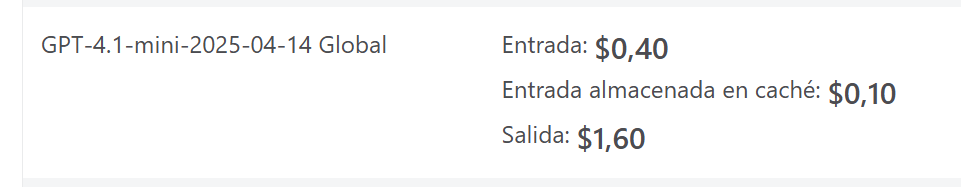 GPT-4.1-mini-2025-04-14 Global
Entrada: $0,40
Entrada almacenada en caché: $0,10
Salida: $1,60